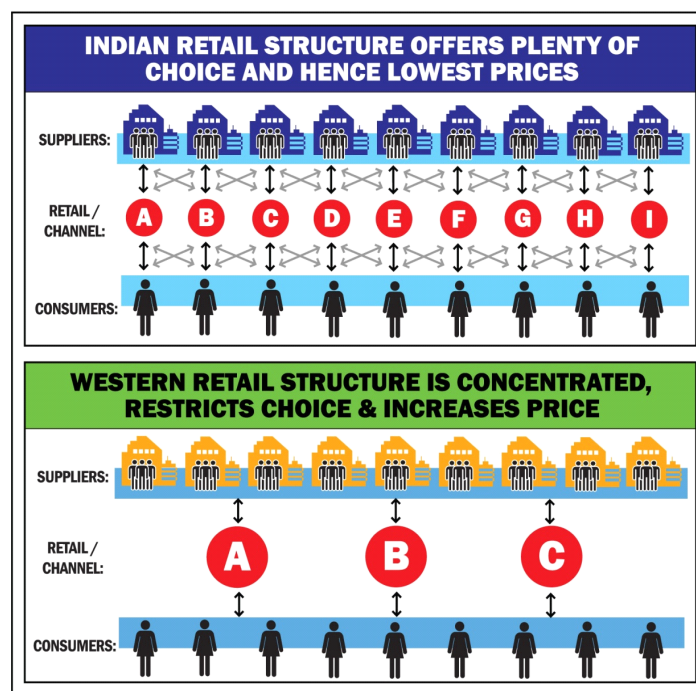 INDIAN RETAIL STRUCTURE OFFERS PLENTY OF
CHOICE AND HENCE LOWEST PRICES
SUPPLIERS:
RETAIL /
CHANNEL:
A B C D E F G H I
CONSUMERS:
WESTERN RETAIL STRUCTURE IS CONCENTRATED,
RESTRICTS CHOICE & INCREASES PRICE
SUPPLIERS:
RETAIL /
CHANNEL:
A B C
CONSUMERS: